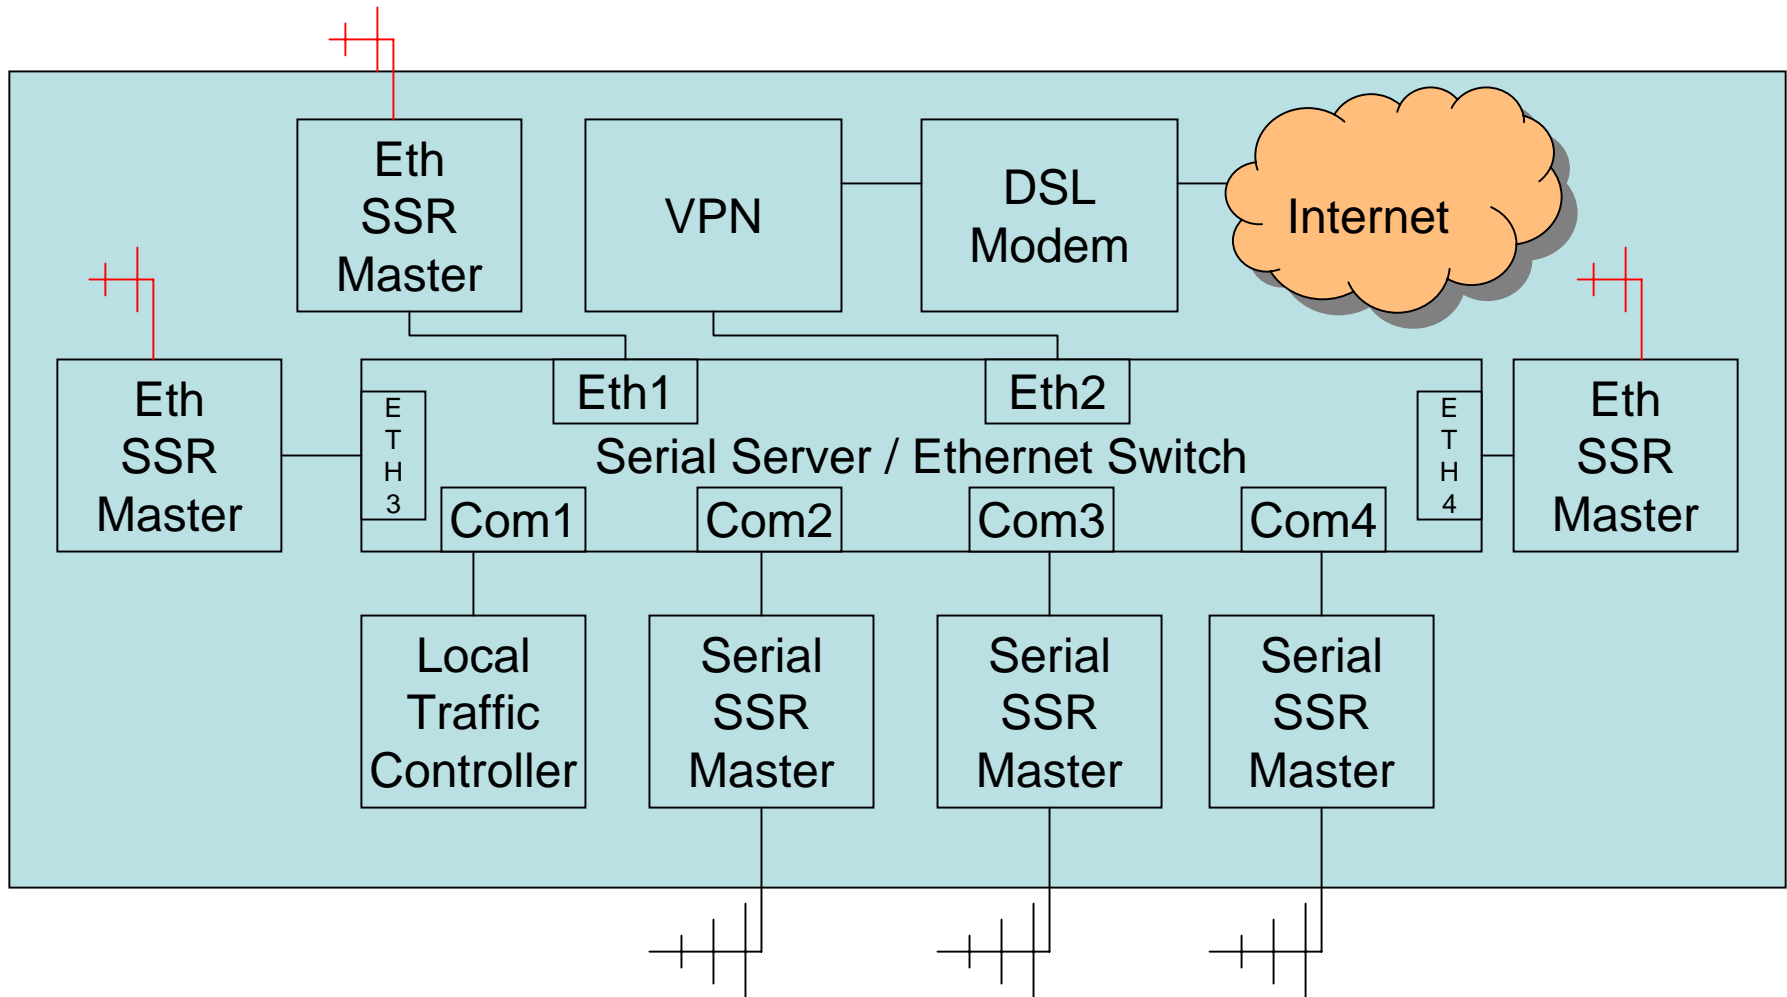 Eth
SSR
Master
VPN
DSL
Modem
Internet
Eth
SSR
Master
E
T
H
3
Eth1
Eth2
Serial Server / Ethernet Switch
E
T
H
4
Eth
SSR
Master
Com1
Com2
Com3
Com4
Local
Traffic
Controller
Serial
SSR
Master
Serial
SSR
Master
Serial
SSR
Master